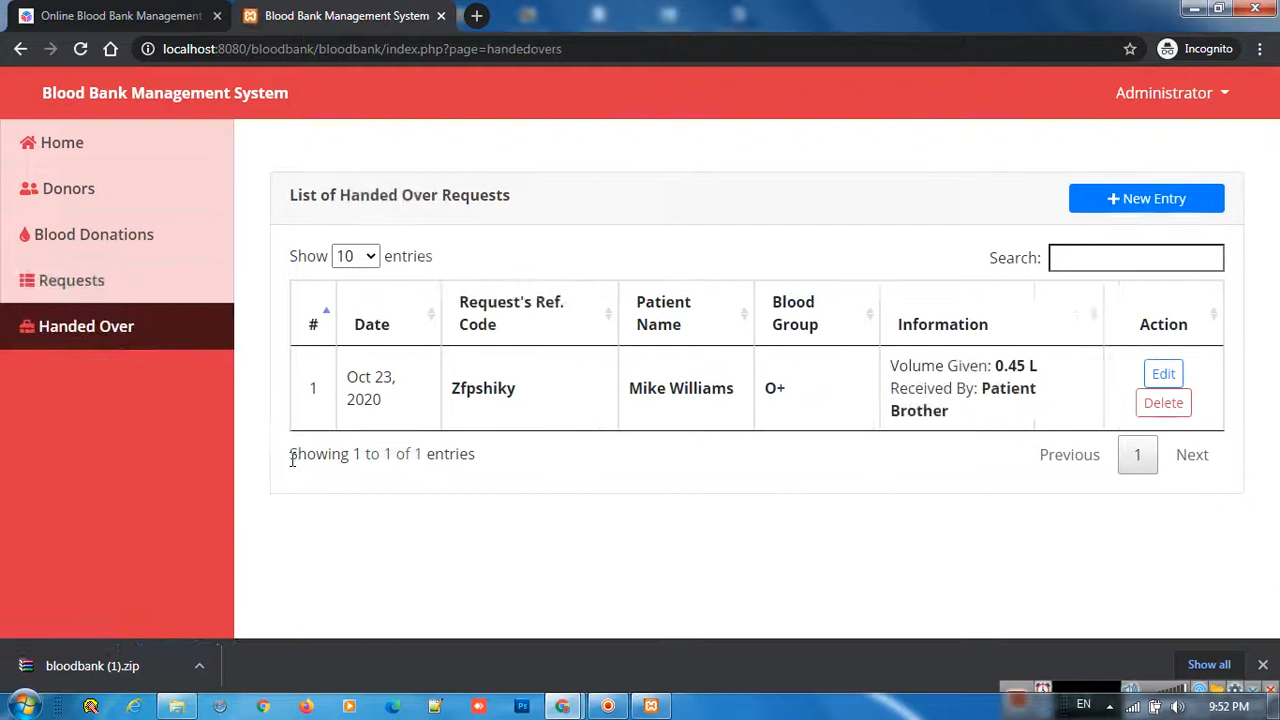 Online Blood Bank Management
Blood Bank Management System
localhost:8080/bloodbank/bloodbank/index.php?page=handedovers
Incognito
Blood Bank Management System
Administrator
Home
Donors
Blood Donations
Requests
Handed Over
List of Handed Over Requests
New Entry
Show 10 entries
Search:
#
Date
Request's Ref.
Code
Patient
Name
Blood
Group
Information
Action
1
Oct 23,
2020
Zfpshiky
Mike Williams
O+
Volume Given: 0.45 L
Received By: Patient
Brother
Edit
Delete
Showing 1 to 1 of 1 entries
Previous
1
Next
bloodbank (1).zip
Show all
Ps
EN
9:52 PM